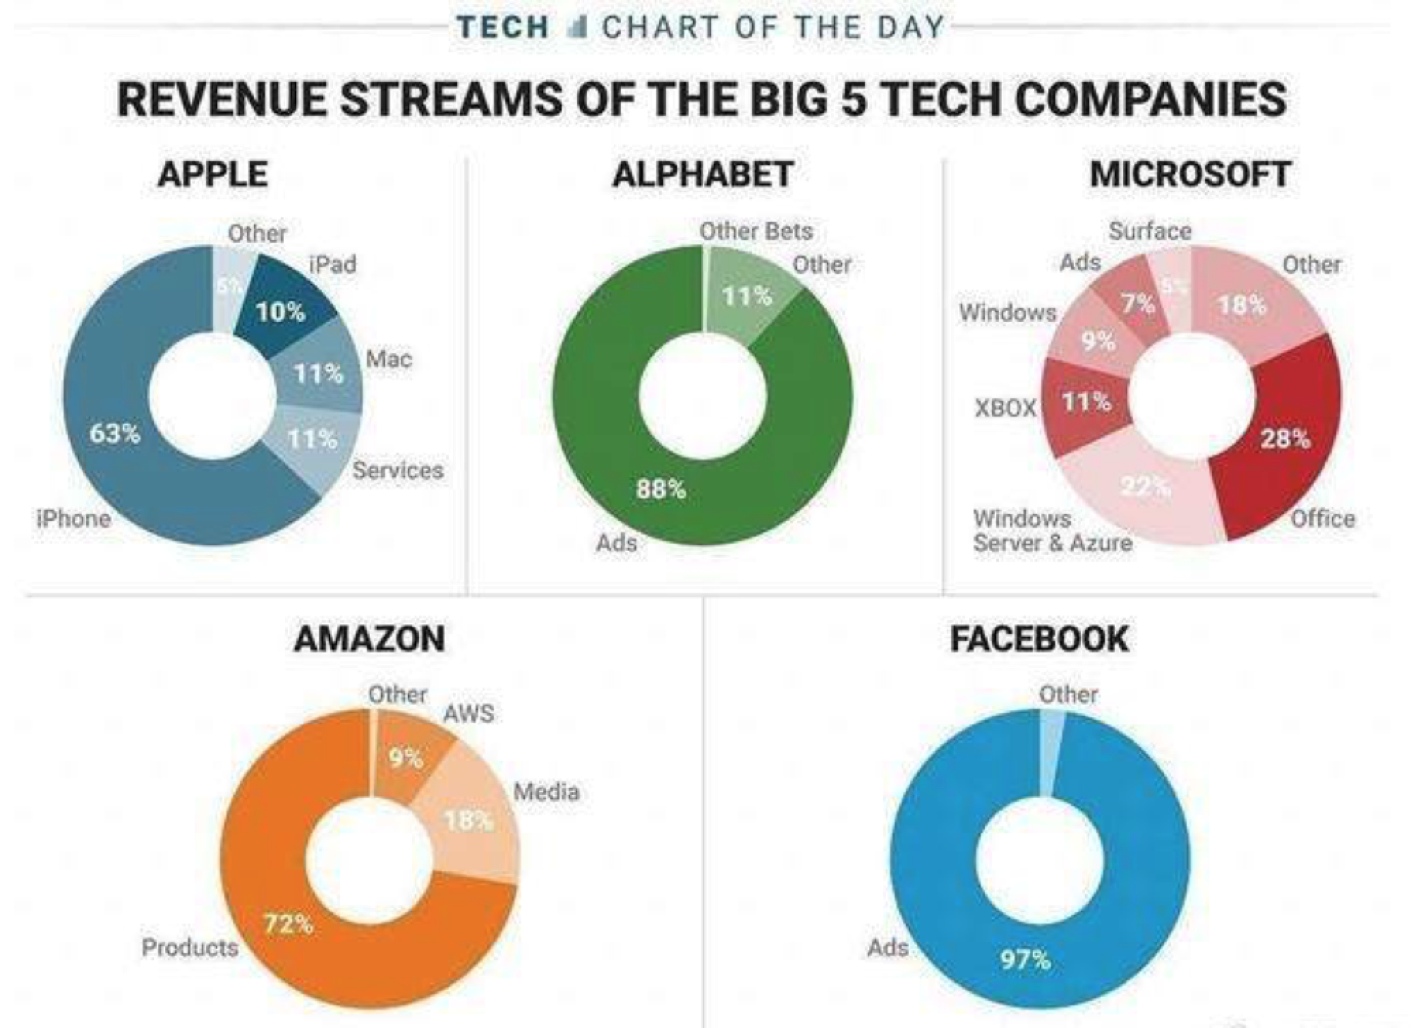 TECH CHART OF THE DAY
REVENUE STREAMS OF THE BIG 5 TECH COMPANIES
APPLE
Other
5%
iPad
10%
Mac
11%
11%
Services
63%
iPhone
ALPHABET
Other Bets
Other
11%
88%
Ads
MICROSOFT
Surface
5%
Other
18%
Ads
7%
Windows
9%
XBOX
11%
28%
Office
22%
Windows
Server & Azure
AMAZON
Other
AWS
9%
Media
18%
72%
Products
FACEBOOK
Other
Ads
97%